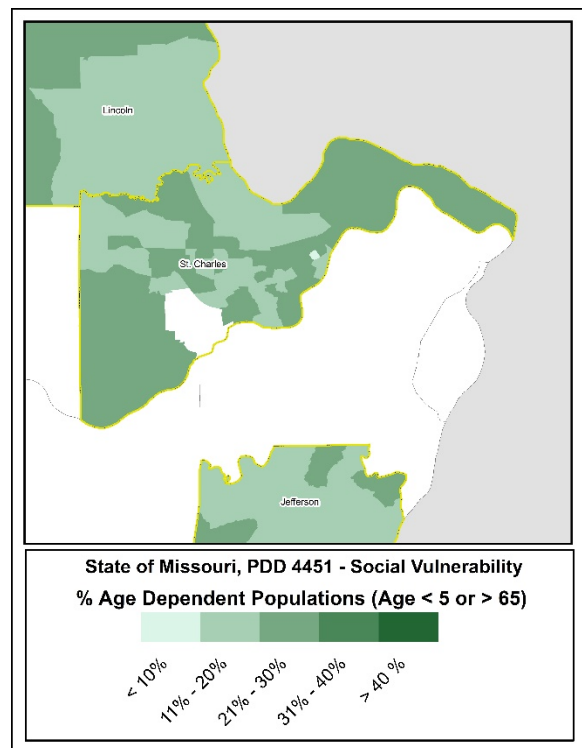 Lincoln
St. Charles
Jefferson
State of Missouri, PDD 4451 - Social Vulnerability
% Age Dependent Populations (Age < 5 or > 65)
< 10%
11% - 20%
21% - 30%
31% - 40%
> 40 %